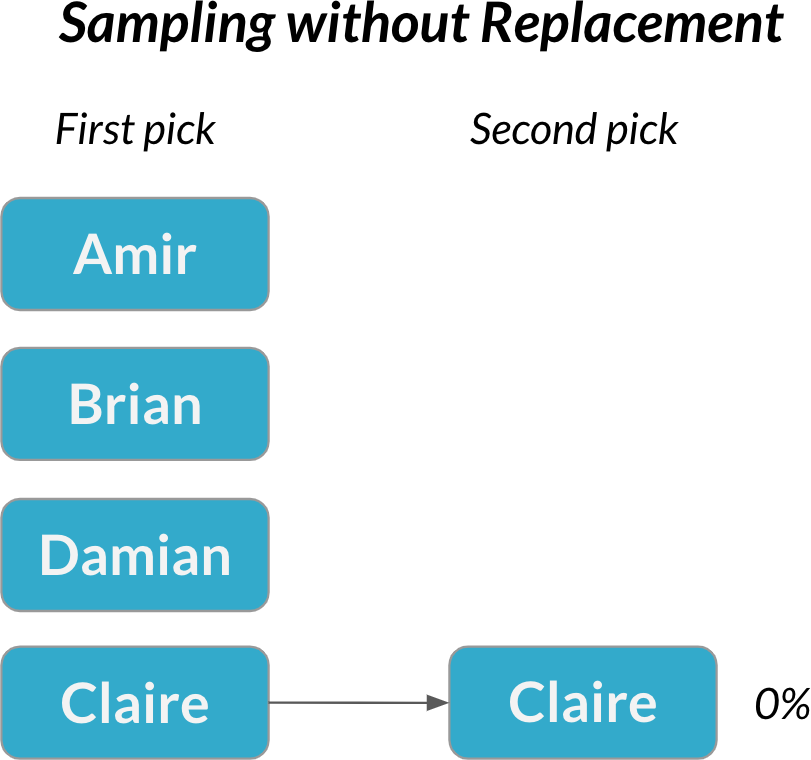 Sampling without Replacement
First pick
Second pick
Amir
Brian
Damian
Claire
Claire
0%